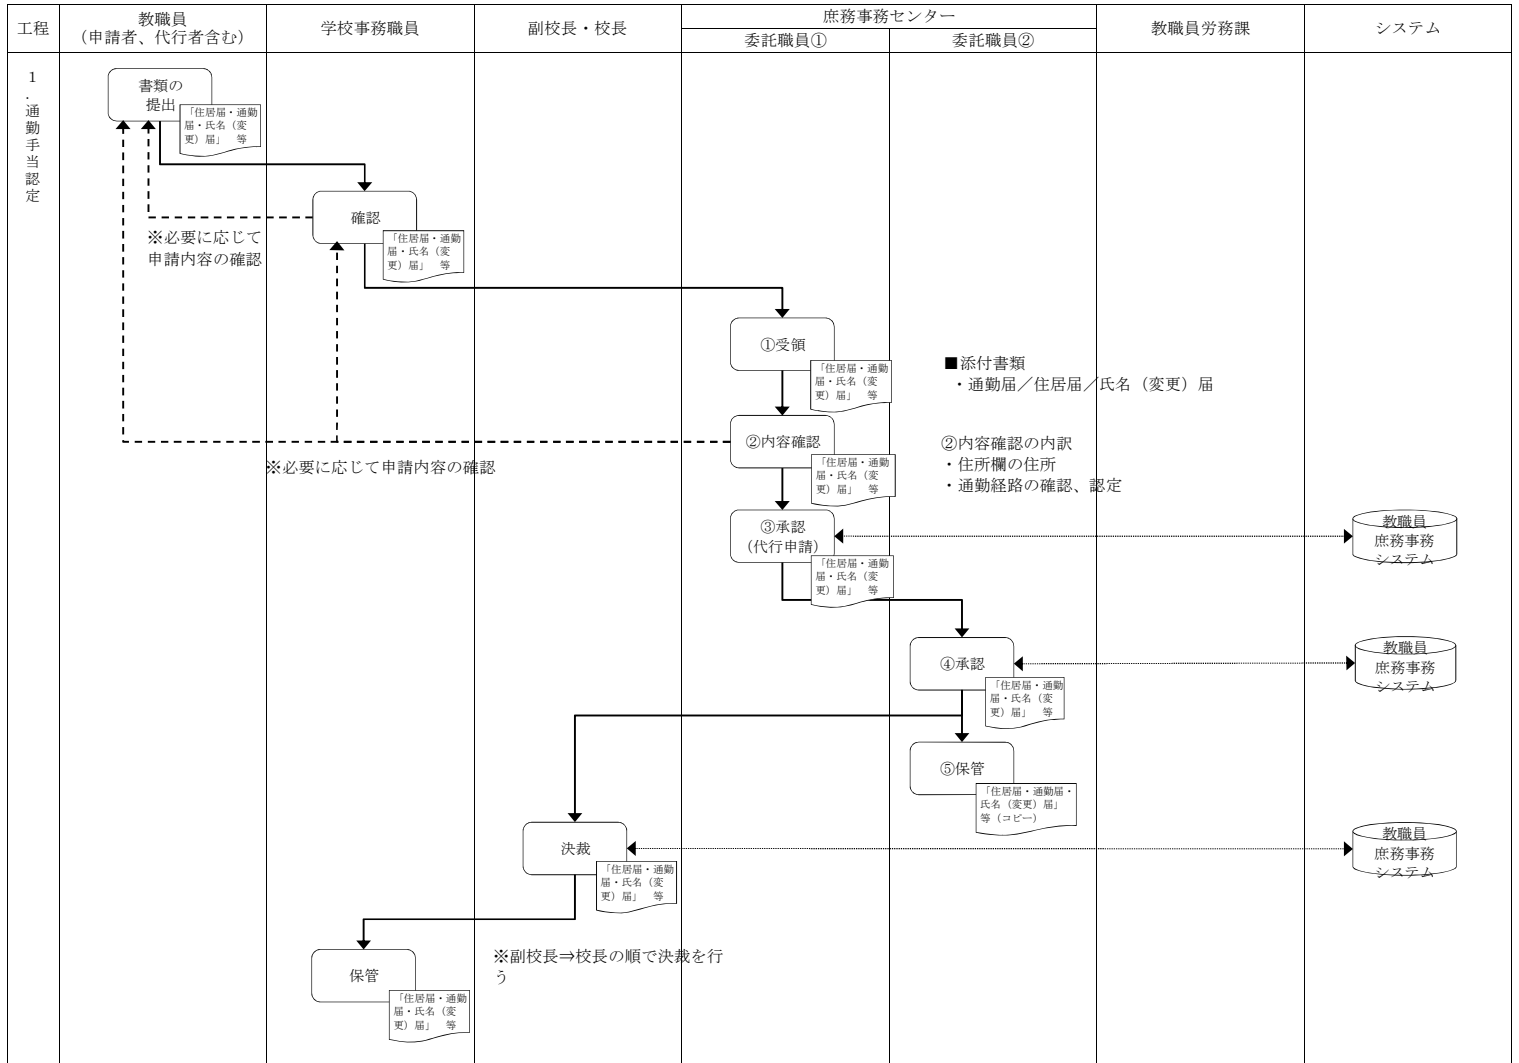 工程
教職員
（申請者、代行者含む）
学校事務職員
副校長・校長
庶務事務センター
委託職員①
委託職員②
教職員労務課
システム
1．通勤手当認定
書類の
提出
「住居届・通勤
届・氏名（変
更）届」　等
確認
「住居届・通勤
届・氏名（変
更）届」　等
※必要に応じて
申請内容の確認
①受領
「住居届・通勤
届・氏名（変
更）届」　等
■添付書類
・通勤届／住居届／氏名（変更）届
②内容確認
「住居届・通勤
届・氏名（変
更）届」　等
※必要に応じて申請内容の確認
②内容確認の内訳
・住所欄の住所
・通勤経路の確認、認定
③承認
（代行申請）
「住居届・通勤
届・氏名（変
更）届」　等
教職員
庶務事務
システム
④承認
「住居届・通勤
届・氏名（変
更）届」　等
教職員
庶務事務
システム
⑤保管
「住居届・通勤届・
氏名（変更）届」
等（コピー）
決裁
「住居届・通勤
届・氏名（変
更）届」　等
教職員
庶務事務
システム
※副校長⇒校長の順で決裁を行
う
保管
「住居届・通勤
届・氏名（変
更）届」　等